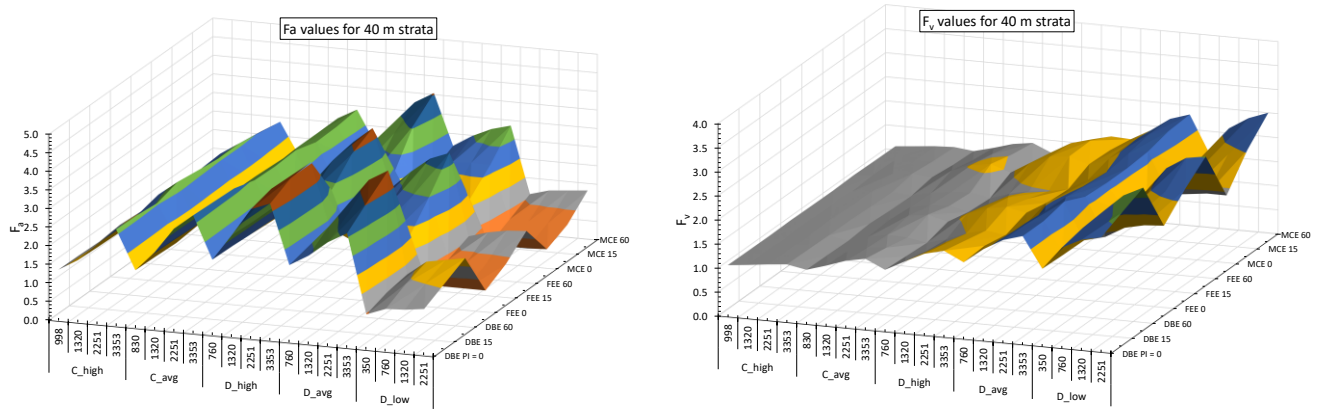 Fa values for 40 m strata
5.0
4.5
4.0
3.5
3.0
2.5
2.0
1.5
1.0
0.5
0.0
Fa
998
1320
2251
3353
830
1320
2251
3353
760
1320
2251
3353
760
1320
2251
3353
350
760
1320
2251
C_high
C_avg
D_high
D_avg
D_low
MCE 60
MCE 15
MCE 0
FEE 60
FEE 15
FEE 0
DBE 60
DBE 15
DBE PI = 0
Fv values for 40 m strata
4.0
3.5
3.0
2.5
2.0
1.5
1.0
0.5
0.0
Fv
998
1320
2251
3353
830
1320
2251
3353
760
1320
2251
3353
760
1320
2251
3353
350
760
1320
2251
C_high
C_avg
D_high
D_avg
D_low
MCE 60
MCE 15
MCE 0
FEE 60
FEE 15
FEE 0
DBE 60
DBE 15
DBE PI = 0